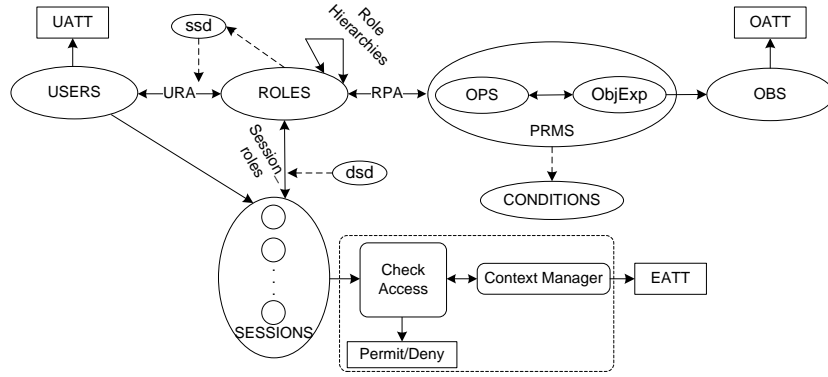 UATT
ssd
Role
Hierarchies
OATT
USERS
URA
ROLES
RPA
OPS
ObjExp
PRMS
OBS
Session_
roles
dsd
CONDITIONS
Check
Access
Context Manager
EATT
SESSIONS
Permit/Deny